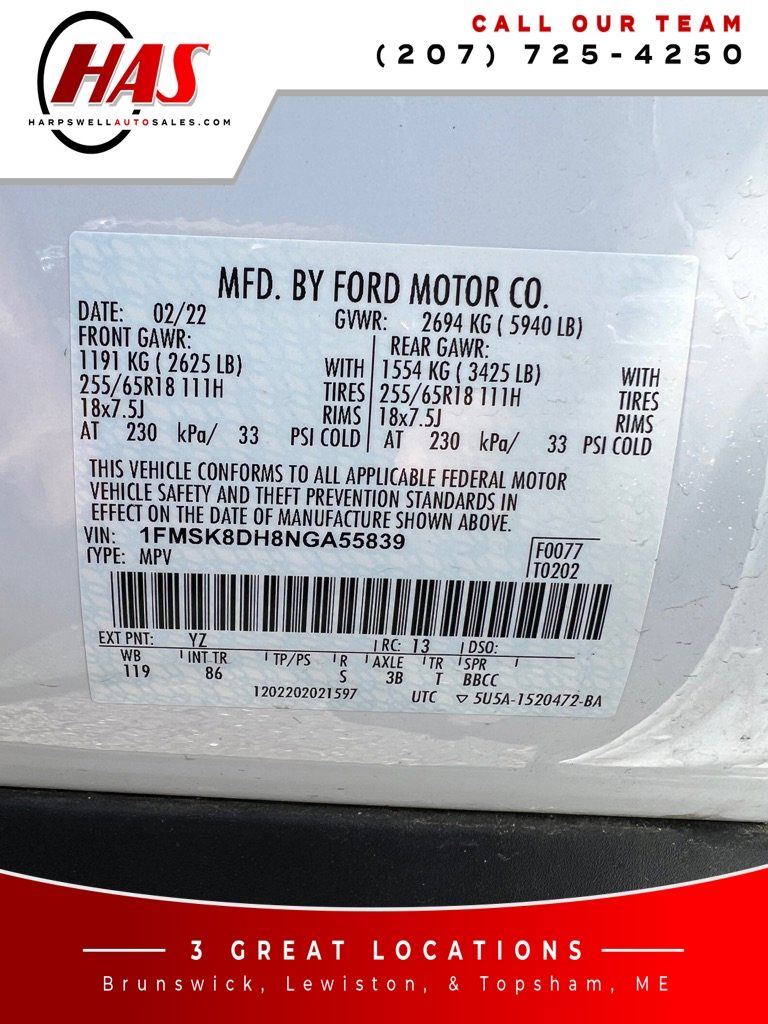 HAS
HARPSWELLAUTOSALES.COM
CALL OUR TEAM
(207) 725-4250
MFD. BY FORD MOTOR CO.
DATE: 02/22 GVWR: 2694 KG ( 5940 LB)
FRONT GAWR: REAR GAWR:
1191 KG ( 2625 LB) WITH 1554 KG ( 3425 LB) WITH
255/65R18 111H TIRES 255/65R18 111H TIRES
18x7.5J RIMS 18x7.5J RIMS
AT 230 kPa/ 33 PSI COLD AT 230 kPa/ 33 PSI COLD
THIS VEHICLE CONFORMS TO ALL APPLICABLE FEDERAL MOTOR
VEHICLE SAFETY AND THEFT PREVENTION STANDARDS IN
EFFECT ON THE DATE OF MANUFACTURE SHOWN ABOVE.
VIN: 1FMSK8DH8NGA55839
TYPE: MPV
F0077
T0202
EXT PNT: YZ RC: 13 DSO:
WB INT TR TP/PS R AXLE TR SPR
119 86 S 3B T BBCC
1202202021597 UTC ▽ 5U5A-1520472-BA
3 GREAT LOCATIONS
Brunswick, Lewiston, & Topsham, ME